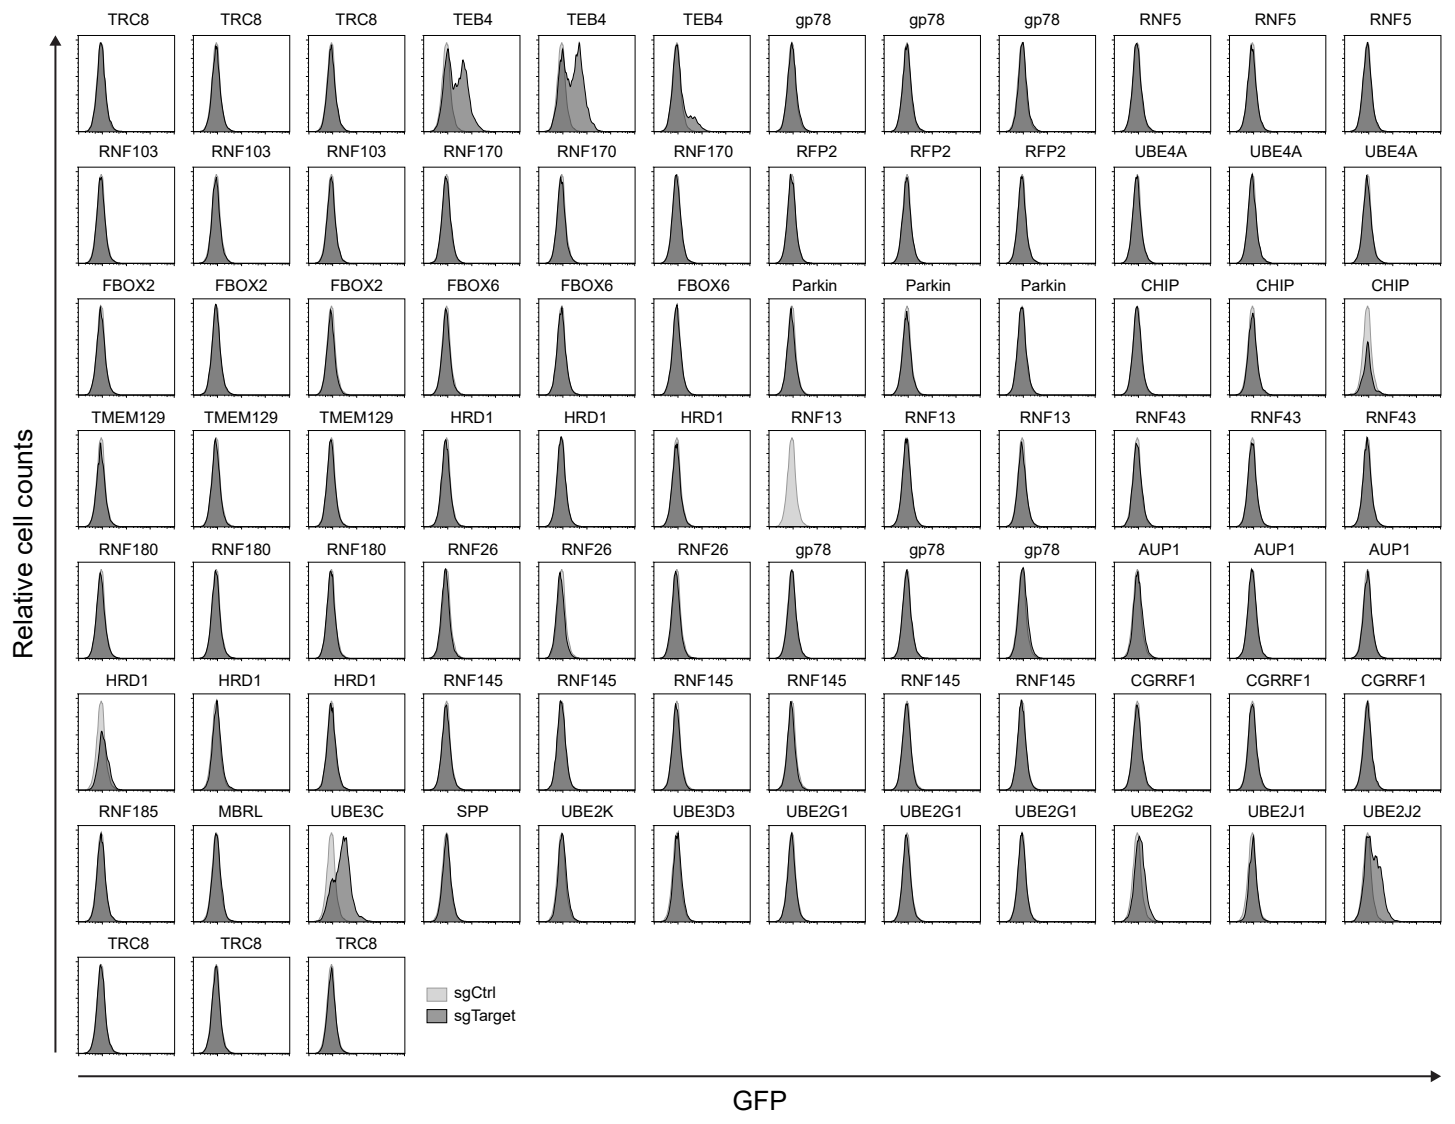 TRC8 TRC8 TRC8 TEB4 TEB4 TEB4 gp78 gp78 gp78 RNF5 RNF5 RNF5
RNF103 RNF103 RNF103 RNF170 RNF170 RNF170 RFP2 RFP2 RFP2 UBE4A UBE4A UBE4A
FBOX2 FBOX2 FBOX2 FBOX6 FBOX6 FBOX6 Parkin Parkin Parkin CHIP CHIP CHIP
TMEM129 TMEM129 TMEM129 HRD1 HRD1 HRD1 RNF13 RNF13 RNF13 RNF43 RNF43 RNF43
RNF180 RNF180 RNF180 RNF26 RNF26 RNF26 gp78 gp78 gp78 AUP1 AUP1 AUP1
HRD1 HRD1 HRD1 RNF145 RNF145 RNF145 RNF145 RNF145 RNF145 CGRRF1 CGRRF1 CGRRF1
RNF185 MBRL UBE3C SPP UBE2K UBE3D3 UBE2G1 UBE2G1 UBE2G1 UBE2G2 UBE2J1 UBE2J2
TRC8 TRC8 TRC8
sgCtrl
sgTarget
Relative cell counts
GFP